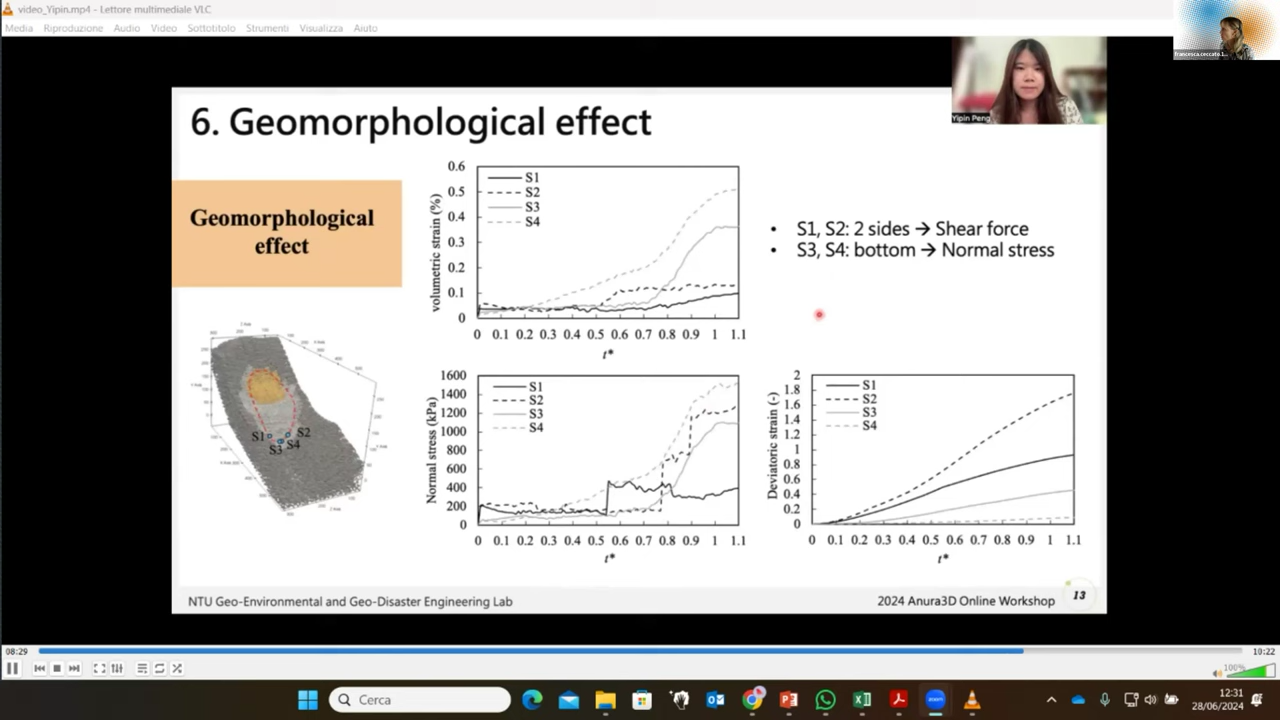 video_Yipin.mp4 - Lettore multimediale VLC
Media Riproduzione Audio Video Sottotitolo Strumenti Visualizza Aiuto
Yipin Peng
6. Geomorphological effect
Geomorphological
effect
volumetric strain (%)
0.6
0.5
0.4
0.3
0.2
0.1
0
S1
S2
S3
S4
0 0.1 0.2 0.3 0.4 0.5 0.6 0.7 0.8 0.9 1 1.1
t*
• S1, S2: 2 sides → Shear force
• S3, S4: bottom → Normal stress
S1
S2
S3
S4
Normal stress (kPa)
1600
1400
1200
1000
800
600
400
200
0
S1
S2
S3
S4
0 0.1 0.2 0.3 0.4 0.5 0.6 0.7 0.8 0.9 1 1.1
t*
Deviatoric strain (-)
2
1.8
1.6
1.4
1.2
1
0.8
0.6
0.4
0.2
0
S1
S2
S3
S4
0 0.1 0.2 0.3 0.4 0.5 0.6 0.7 0.8 0.9 1 1.1
t*
NTU Geo-Environmental and Geo-Disaster Engineering Lab
2024 Anura3D Online Workshop
13
08:29
10:22
100%
Cerca
zoom
12:31
28/06/2024